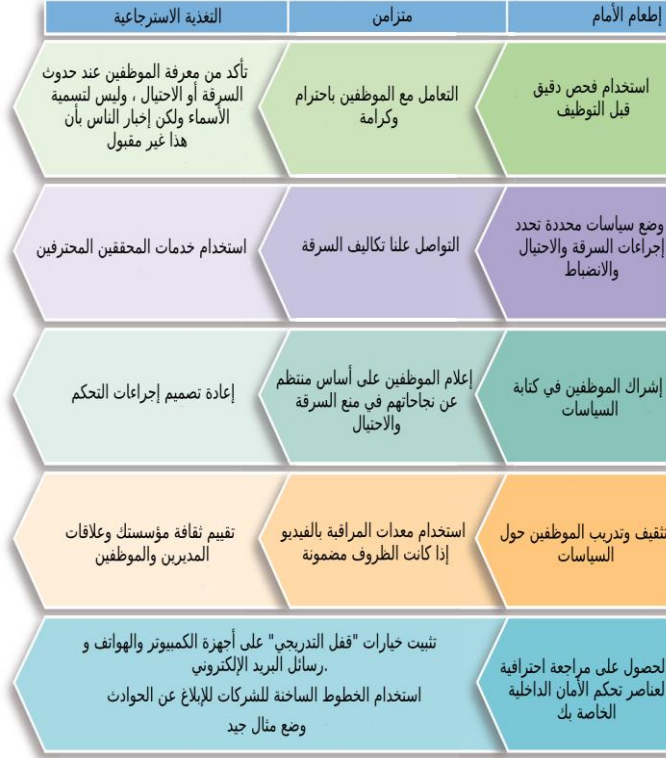 إطعام الأمام
متزامن
التغذية الاسترجاعية
استخدام فحص دقيق
قبل التوظيف
التعامل مع الموظفين باحترام
وكرامة
تأكد من معرفة الموظفين عند حدوث
السرقة أو الاحتيال ، وليس لتسمية
الأسماء ولكن إخبار الناس بأن
هذا غير مقبول
وضع سياسات محددة تحدد
إجراءات السرقة والاحتيال
والانضباط
التواصل علنا تكاليف السرقة
استخدام خدمات المحققين المحترفين
إشراك الموظفين في كتابة
السياسات
إعلام الموظفين على أساس منتظم
عن نجاحاتهم في منع السرقة
والاحتيال
إعادة تصميم إجراءات التحكم
تثقيف وتدريب الموظفين حول
السياسات
استخدام معدات المراقبة بالفيديو
إذا كانت الظروف مضمونة
تقييم ثقافة مؤسستك وعلاقات
المديرين والموظفين
الحصول على مراجعة احترافية
لعناصر تحكم الأمان الداخلية
الخاصة بك
تثبيت خيارات "قفل التدريجي" على أجهزة الكمبيوتر والهواتف و
رسائل البريد الإلكتروني.
استخدام الخطوط الساخنة للشركات للإبلاغ عن الحوادث
وضع مثال جيد